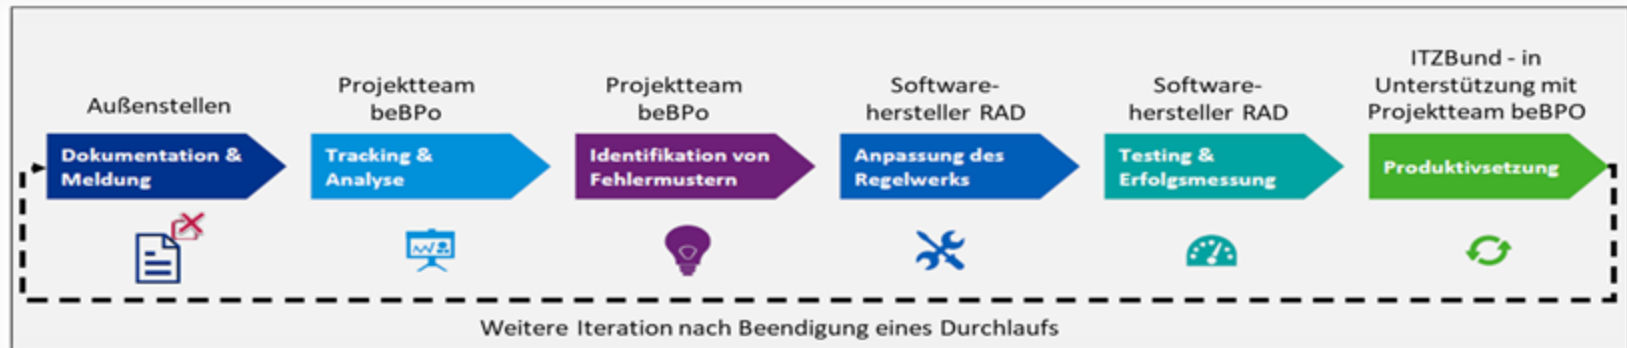 Außenstellen
Dokumentation &
Meldung
Projektteam
beBPo
Tracking &
Analyse
Projektteam
beBPo
Identifikation von
Fehlermustern
Software-
hersteller RAD
Anpassung des
Regelwerks
Software-
hersteller RAD
Testing &
Erfolgsmessung
ITZBund - in
Unterstützung mit
Projektteam beBPO
Produktivsetzung
Weitere Iteration nach Beendigung eines Durchlaufs